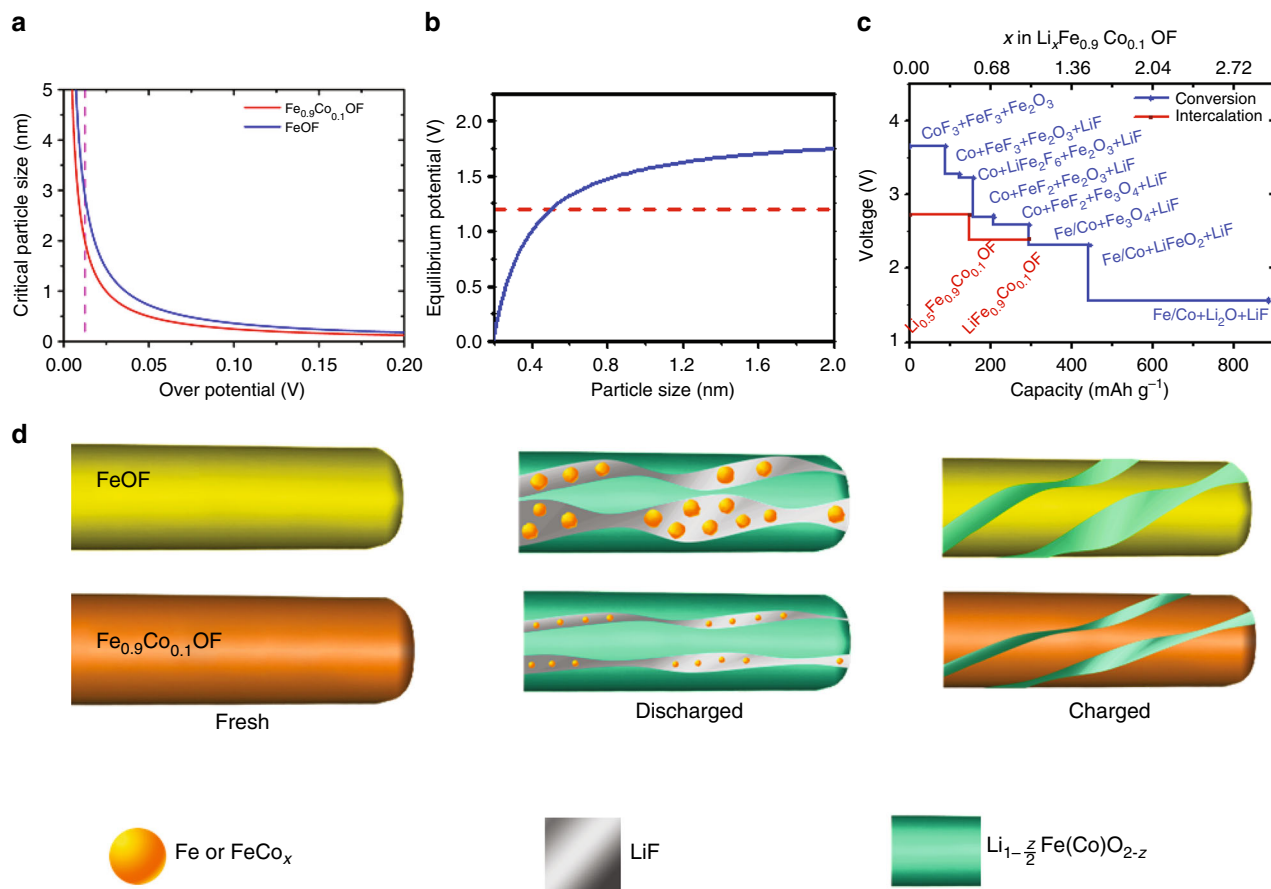 a
Critical particle size (nm)
5
4
3
2
1
0
Fe₀.₉Co₀.₁OF
FeOF
0.00
0.05
0.10
0.15
0.20
Over potential (V)
b
Equilibrium potential (V)
2.0
1.5
1.0
0.5
0.0
0.4
0.8
1.2
1.6
2.0
Particle size (nm)
c
x in LiₓFe₀.₉ Co₀.₁ OF
0.00
0.68
1.36
2.04
2.72
Voltage (V)
4
3
2
1
Conversion
Intercalation
CoF₃+FeF₃+Fe₂O₃
Co+FeF₃+Fe₂O₃+LiF
Co+LiFe₂F₆+Fe₂O₃+LiF
Co+FeF₂+Fe₂O₃+LiF
Co+FeF₂+Fe₃O₄+LiF
Fe/Co+Fe₃O₄+LiF
Fe/Co+LiFeO₂+LiF
Fe/Co+Li₂O+LiF
Li₀.₅Fe₀.₉Co₀.₁OF
LiFe₀.₉Co₀.₁OF
0
200
400
600
800
Capacity (mAh g⁻¹)
d
FeOF
Fe₀.₉Co₀.₁OF
Fresh
Discharged
Charged
Fe or FeCoₓ
LiF
Li₁₋z/2 Fe(Co)O₂₋z